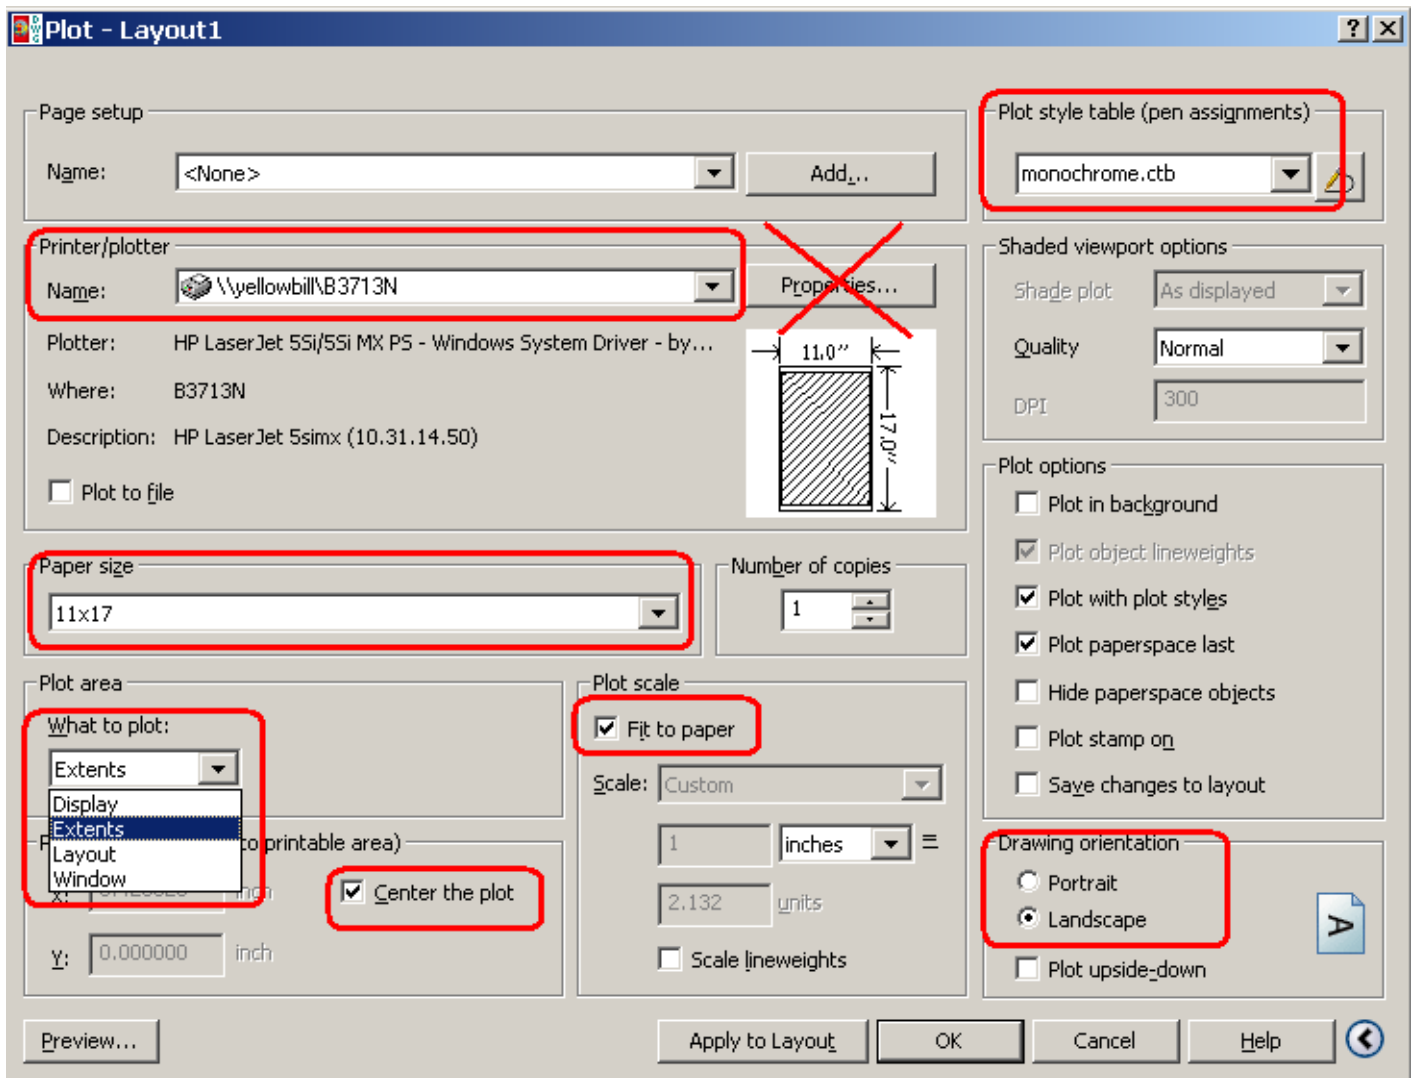 Plot - Layout1
Page setup
Name:
<None>
Add...
Plot style table (pen assignments)
monochrome.ctb
Printer/plotter
Name:
\\yellowbill\B3713N
Properties...
Plotter:
HP LaserJet 5Si/5Si MX PS - Windows System Driver - by...
Where:
B3713N
Description:
HP LaserJet 5simx (10.31.14.50)
Plot to file
11.0''
17.0''
Shaded viewport options
Shade plot
As displayed
Quality
Normal
DPI
300
Paper size
11x17
Number of copies
1
Plot options
Plot in background
Plot object lineweights
Plot with plot styles
Plot paperspace last
Hide paperspace objects
Plot stamp on
Save changes to layout
Plot area
What to plot:
Extents
Display
Extents
Layout
Window
to printable area)
X:
inch
Center the plot
Y:
0.000000
inch
Plot scale
Fit to paper
Scale:
Custom
1
inches
=
2.132
units
Scale lineweights
Drawing orientation
Portrait
Landscape
A
Plot upside-down
Preview...
Apply to Layout
OK
Cancel
Help